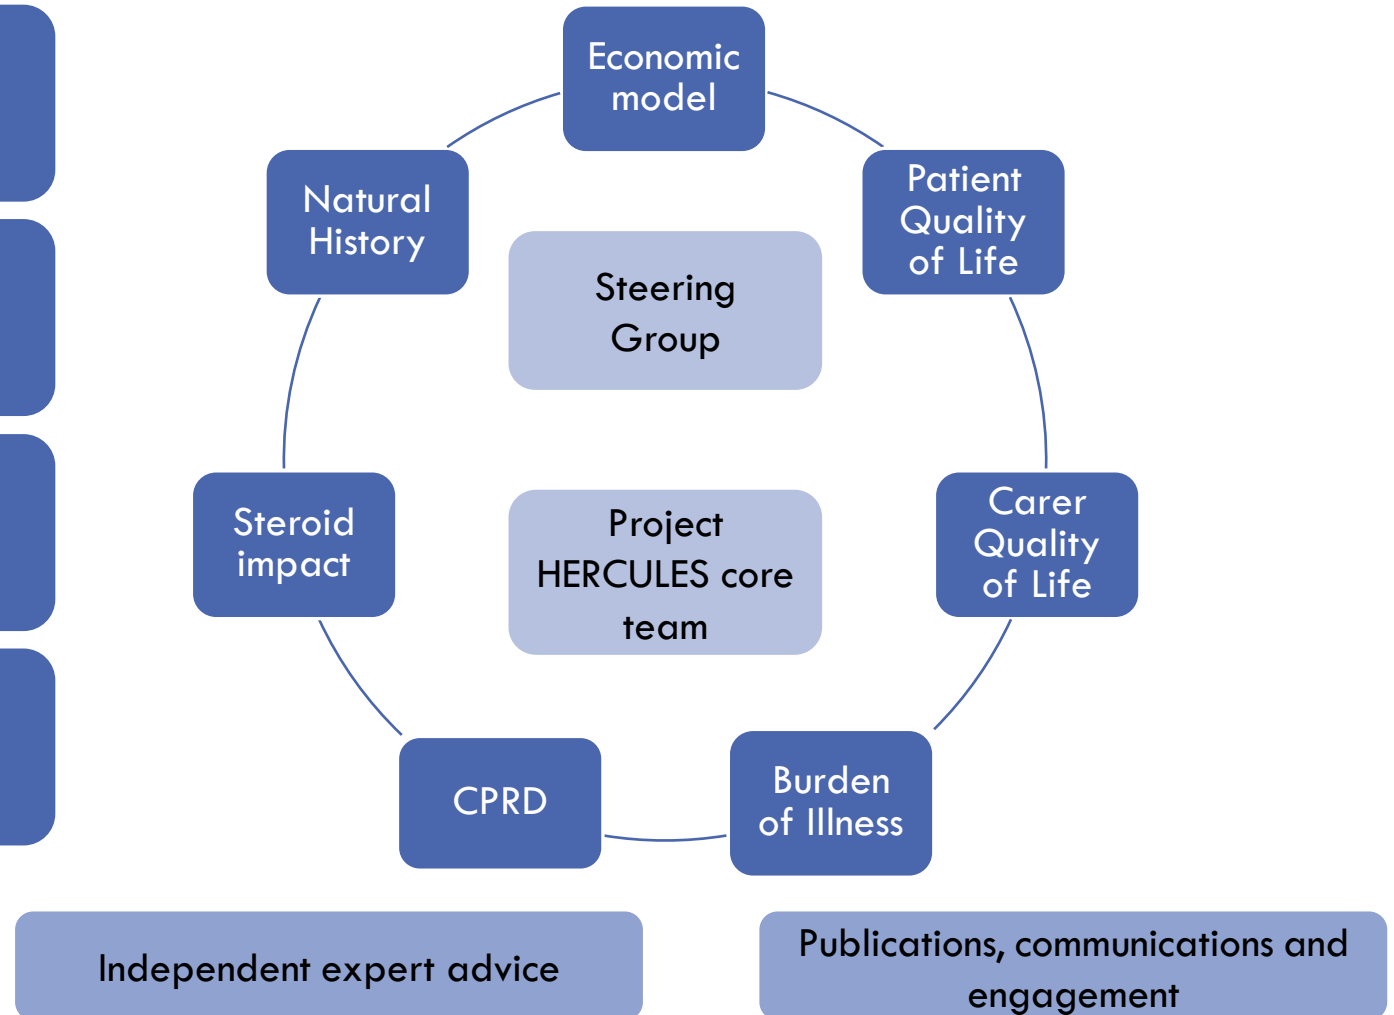 Economic
model
Patient
Quality
of Life
Natural
History
Steering
Group
Carer
Quality
of Life
Steroid
impact
Project
HERCULES core
team
Burden
of Illness
CPRD
Independent expert advice
Publications, communications and
engagement